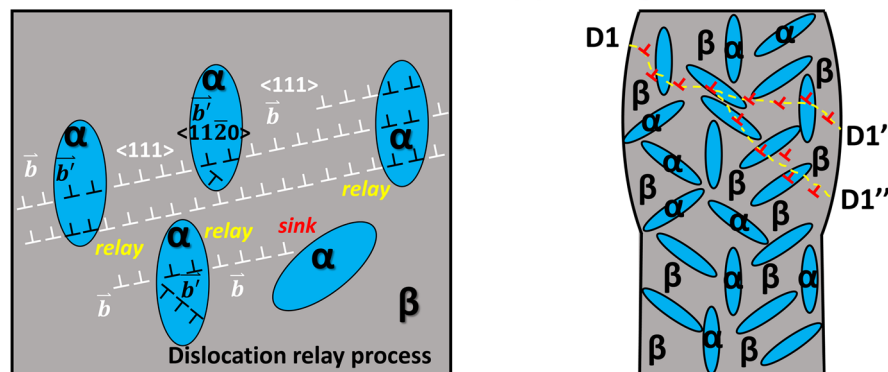 α
α
<111>
b
b'
<112̅0>
<111>
b
b'
α
b
α
relay
relay
relay
sink
α
α
b
b'
b
β
Dislocation relay process
D1
β
α
α
β
β
α
D1'
β
α
β
D1''
α
β
β
β
α
α
β
β
α
β
α